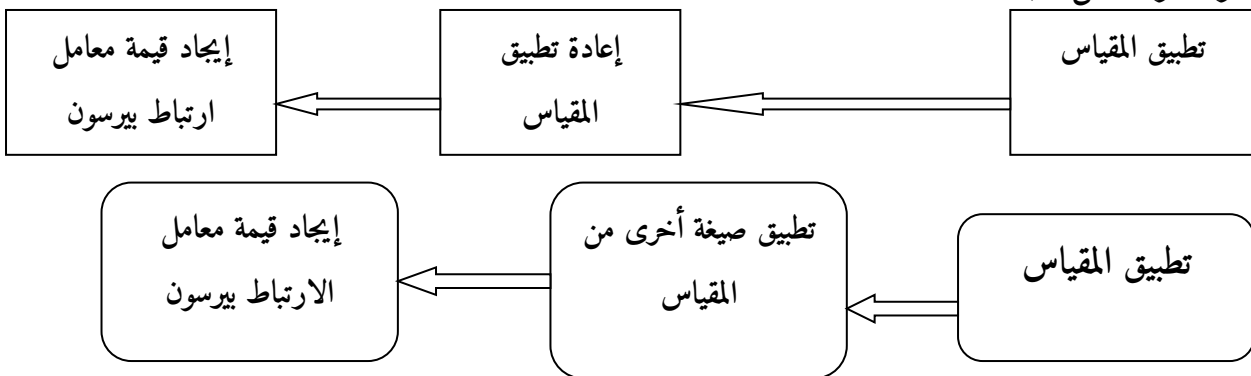 تطبيق المقياس
إعادة تطبيق
المقياس
إيجاد قيمة معامل
ارتباط بيرسون
تطبيق المقياس
تطبيق صيغة أخرى من
المقياس
إيجاد قيمة معامل
الارتباط بيرسون